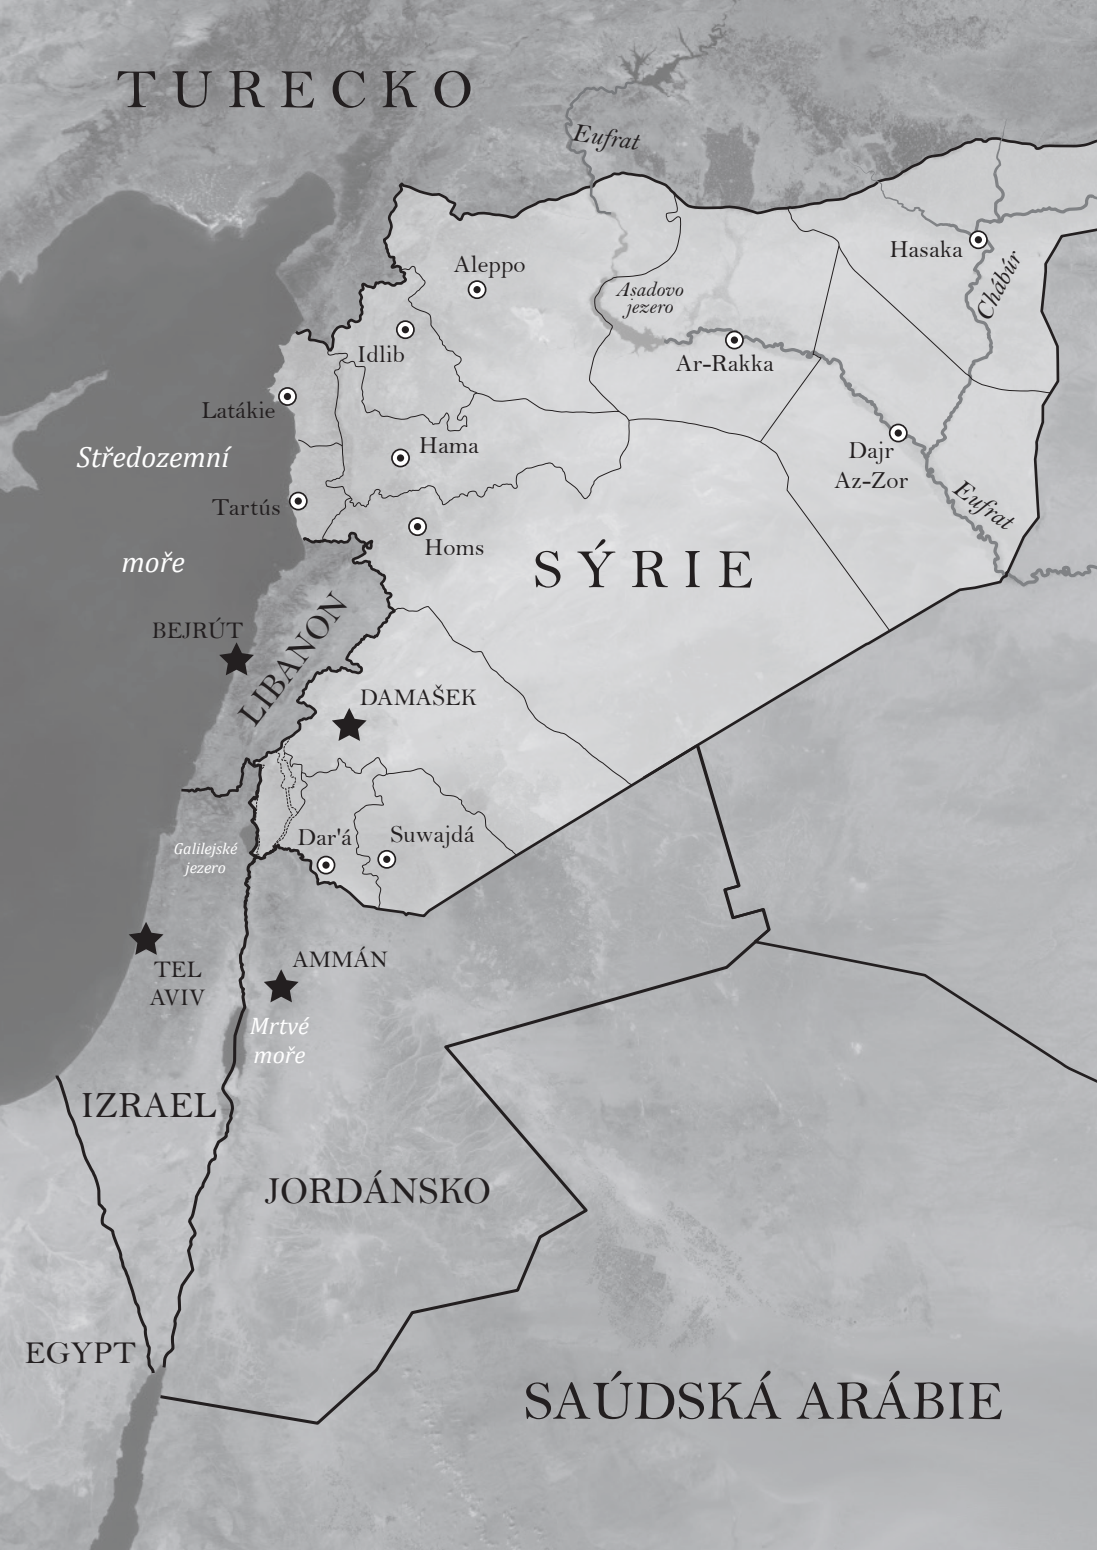 TURECKO
Eufrat
Hasaka
Chábúr
Aleppo
Asadovo
jezero
Idlib
Ar-Rakka
Latákie
Hama
Středozemní
Dajr
Az-Zor
Eufrat
Tartús
Homs
moře
SÝRIE
BEJRÚT
LIBANON
DAMAŠEK
Dar'á
Suwajdá
Galilejské
jezero
TEL
AVIV
AMMÁN
Mrtvé
moře
IZRAEL
JORDÁNSKO
EGYPT
SAÚDSKÁ ARÁBIE